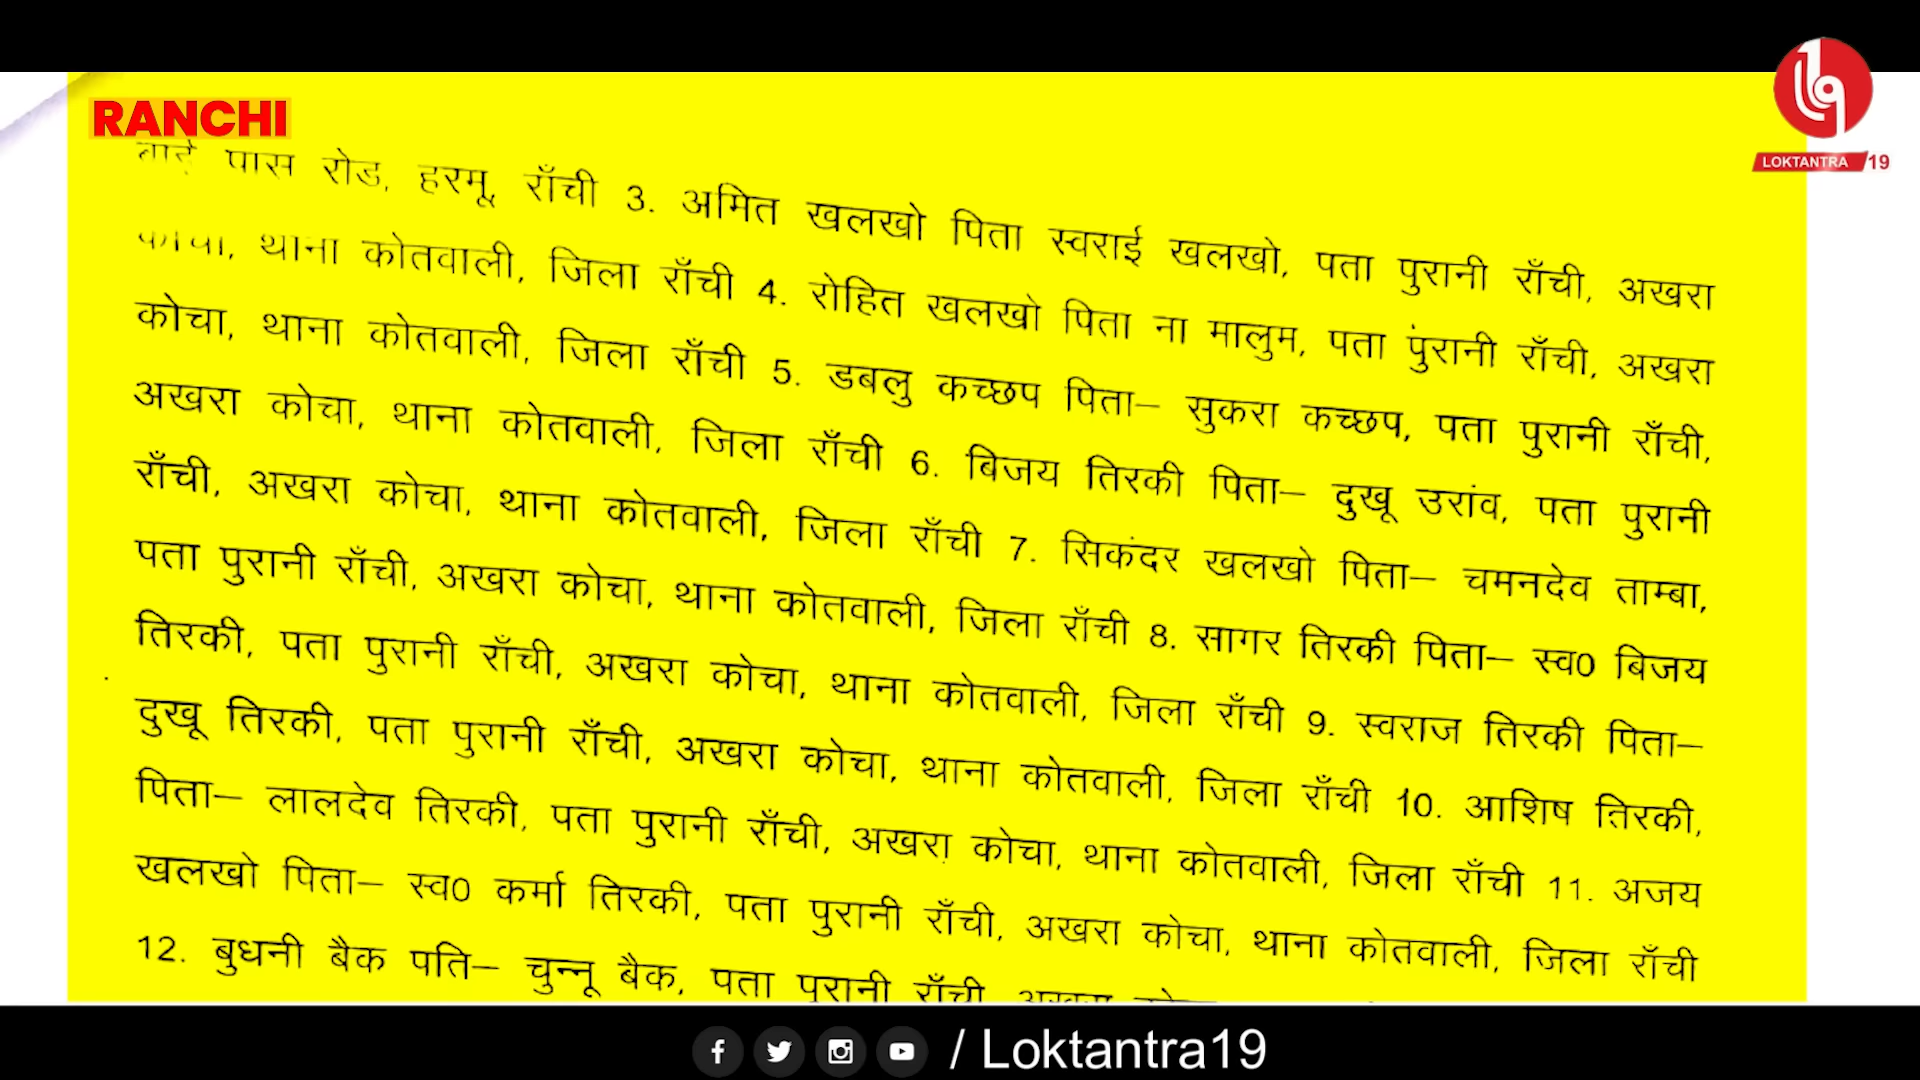 RANCHI
LOKTANTRA 19
पास रोड, हरमू, राँची 3. अमित खलखो पिता स्वराई खलखो, पता पुरानी राँची, अखरा
कोचा, थाना कोतवाली, जिला राँची 4. रोहित खलखो पिता ना मालुम, पता पुंरानी राँची, अखरा
कोचा, थाना कोतवाली, जिला राँची 5. डबलु कच्छप पिता– सुकरा कच्छप, पता पुरानी राँची,
अखरा कोचा, थाना कोतवाली, जिला राँची 6. बिजय तिरकी पिता– दुखू उरांव, पता पुरानी
राँची, अखरा कोचा, थाना कोतवाली, जिला राँची 7. सिकंदर खलखो पिता– चमनदेव ताम्बा,
पता पुरानी राँची, अखरा कोचा, थाना कोतवाली, जिला राँची 8. सागर तिरकी पिता– स्व0 बिजय
तिरकी, पता पुरानी राँची, अखरा कोचा, थाना कोतवाली, जिला राँची 9. स्वराज तिरकी पिता–
दुखू तिरकी, पता पुरानी राँची, अखरा कोचा, थाना कोतवाली, जिला राँची 10. आशिष तिरकी,
पिता– लालदेव तिरकी, पता पुरानी राँची, अखरा कोचा, थाना कोतवाली, जिला राँची 11. अजय
खलखो पिता– स्व0 कर्मा तिरकी, पता पुरानी राँची, अखरा कोचा, थाना कोतवाली, जिला राँची
12. बुधनी बैक पति– चुन्नू बैक, पता पुरानी राँची
/ Loktantra19